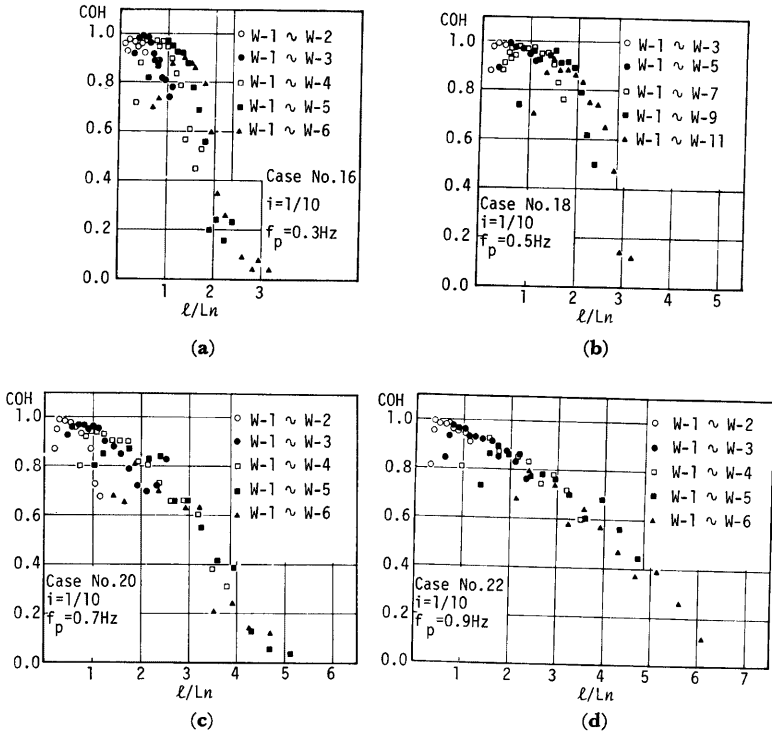 COH
1.0
0.8
0.6
0.4
0.2
0.0
○ W-1 ∿ W-2
● W-1 ∿ W-3
□ W-1 ∿ W-4
■ W-1 ∿ W-5
▲ W-1 ∿ W-6
Case No.16
i=1/10
f_p=0.3Hz
1 2 3
ℓ/Ln
(a)
COH
1.0
0.8
0.6
0.4
0.2
0.0
○ W-1 ∿ W-3
● W-1 ∿ W-5
□ W-1 ∿ W-7
■ W-1 ∿ W-9
▲ W-1 ∿ W-11
Case No.18
i=1/10
f_p=0.5Hz
1 2 3 4 5
ℓ/Ln
(b)
COH
1.0
0.8
0.6
0.4
0.2
0.0
○ W-1 ∿ W-2
● W-1 ∿ W-3
□ W-1 ∿ W-4
■ W-1 ∿ W-5
▲ W-1 ∿ W-6
Case No.20
i=1/10
f_p=0.7Hz
1 2 3 4 5
ℓ/Ln
(c)
COH
1.0
0.8
0.6
0.4
0.2
0.0
○ W-1 ∿ W-2
● W-1 ∿ W-3
□ W-1 ∿ W-4
■ W-1 ∿ W-5
▲ W-1 ∿ W-6
Case No.22
i=1/10
f_p=0.9Hz
1 2 3 4 5 6 7
ℓ/Ln
(d)